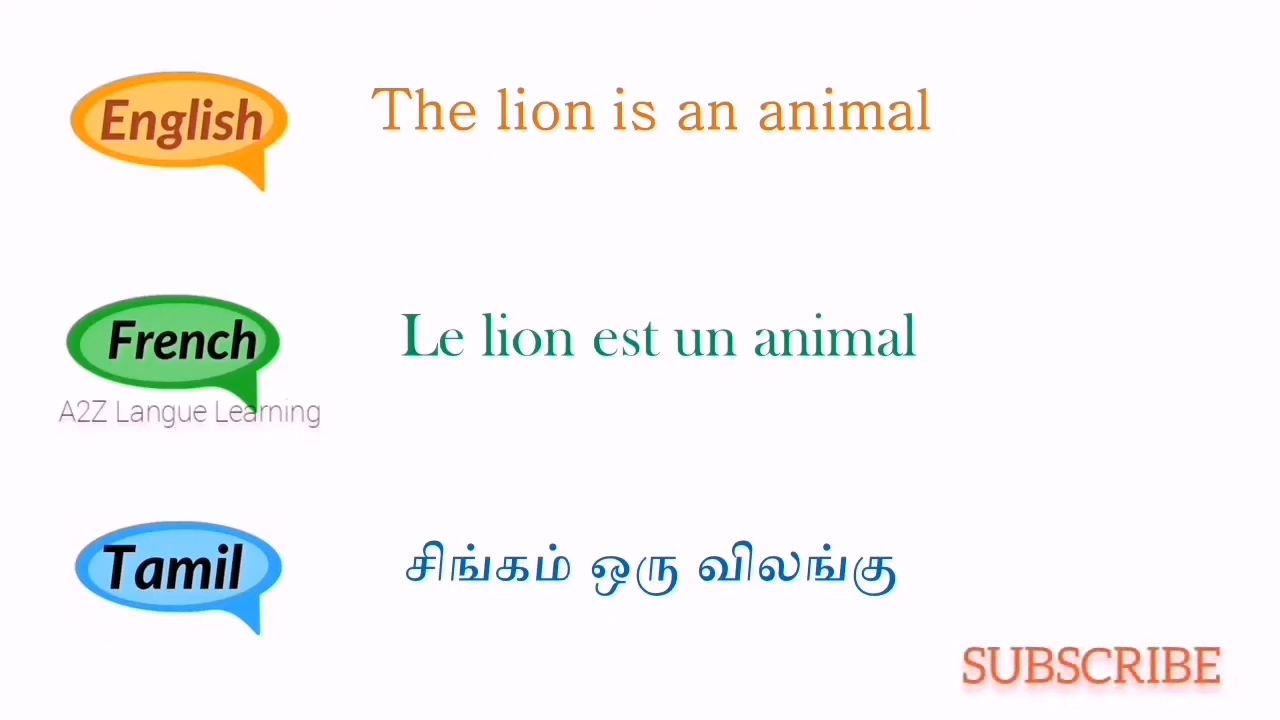 English
The lion is an animal
French
Le lion est un animal
A2Z Langue Learning
Tamil
சிங்கம் ஒரு விலங்கு
SUBSCRIBE